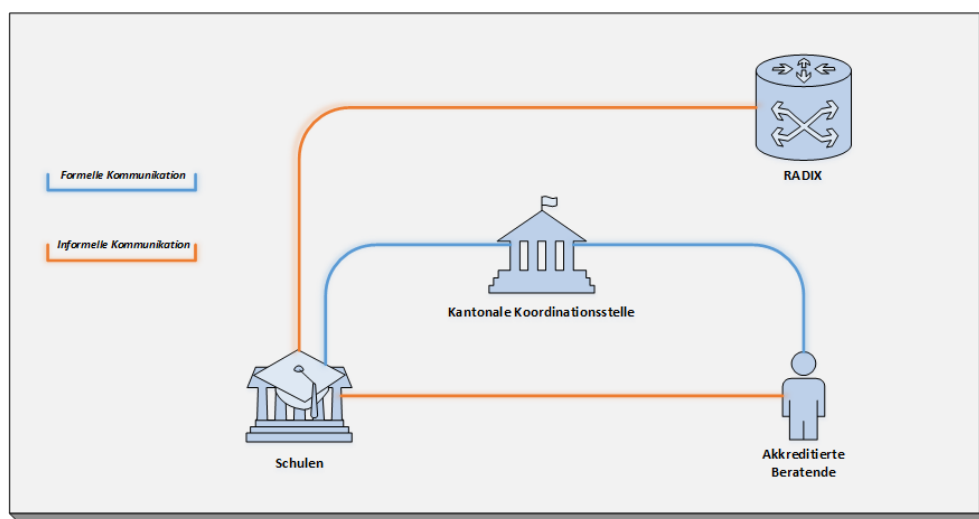 RADIX
Formelle Kommunikation
Informelle Kommunikation
Kantonale Koordinationsstelle
Schulen
Akkreditierte
Beratende